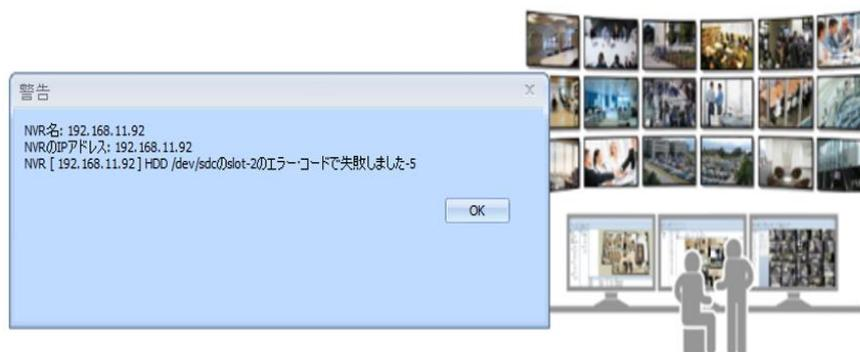 警告
X
NVR名: 192.168.11.92
NVRのIPアドレス: 192.168.11.92
NVR [ 192.168.11.92 ] HDD /dev/sdcのslot-2のエラー・コードで失敗しました-5
OK